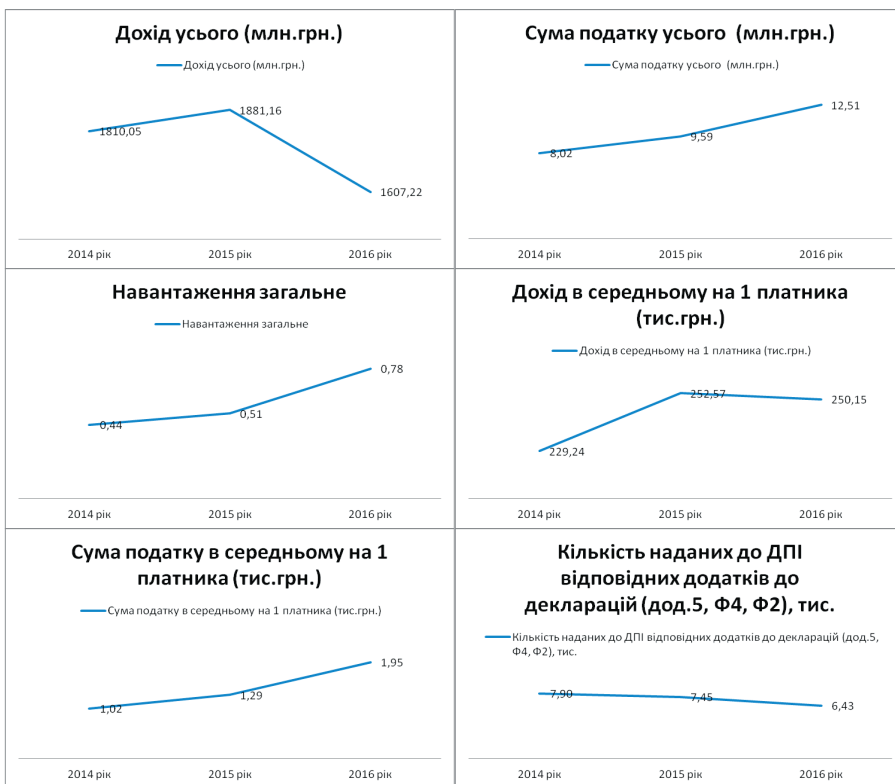 Дохід усього (млн.грн.)
Дохід усього (млн.грн.)
1810,05
1881,16
1607,22
2014 рік
2015 рік
2016 рік
Сума податку усього (млн.грн.)
Сума податку усього (млн.грн.)
8,02
9,59
12,51
2014 рік
2015 рік
2016 рік
Навантаження загальне
Навантаження загальне
0,44
0,51
0,78
2014 рік
2015 рік
2016 рік
Дохід в середньому на 1 платника
(тис.грн.)
Дохід в середньому на 1 платника (тис.грн.)
229,24
252,57
250,15
2014 рік
2015 рік
2016 рік
Сума податку в середньому на 1
платника (тис.грн.)
Сума податку в середньому на 1 платника (тис.грн.)
1,02
1,29
1,95
2014 рік
2015 рік
2016 рік
Кількість наданих до ДПІ
відповідних додатків до
декларацій (дод.5, Ф4, Ф2), тис.
Кількість наданих до ДПІ відповідних додатків до декларацій (дод.5,
Ф4, Ф2), тис.
7,90
7,45
6,43
2014 рік
2015 рік
2016 рік